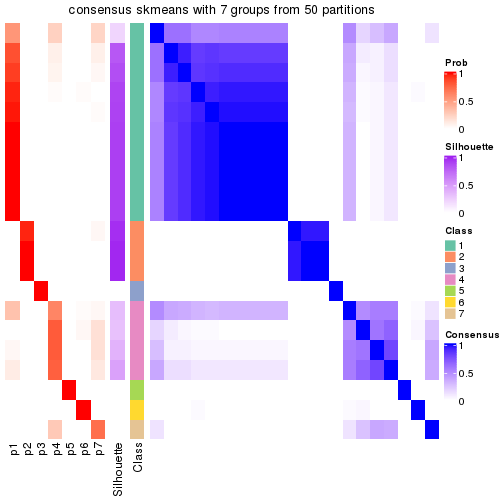 consensus skmeans with 7 groups from 50 partitions
Prob
1
0.5
0
Silhouette
1
0.5
0
Class
1
2
3
4
5
6
7
Consensus
1
0.5
0
p1
p2
p3
p4
p5
p6
p7
Silhouette
Class